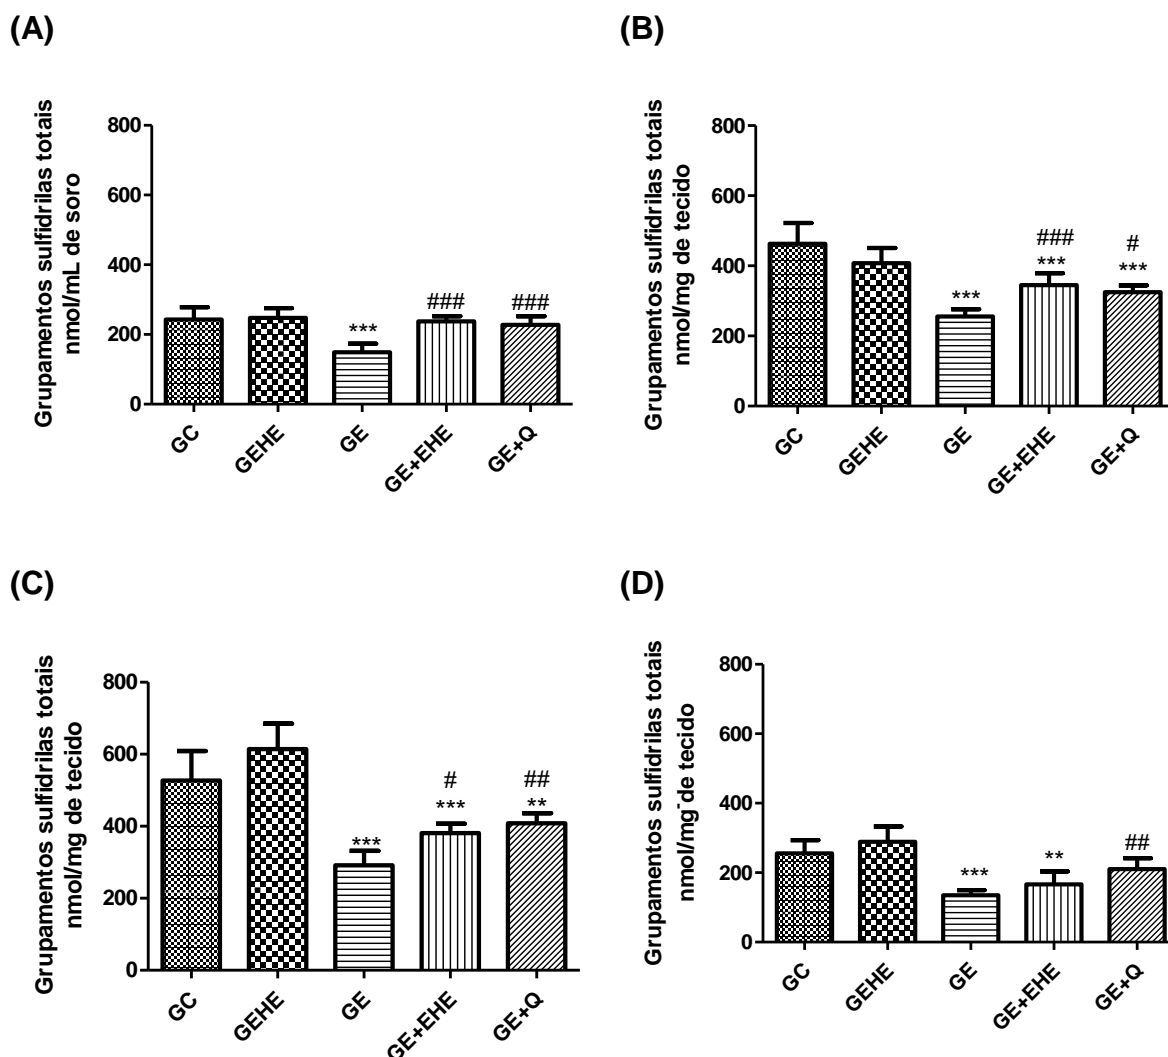 (A)
Grupamentos sulfidrilas totais
nmol/mL de soro
800
600
400
200
0
###
###
***
GC
GEHE
GE
GE+EHE
GE+Q
(B)
Grupamentos sulfidrilas totais
nmol/mg de tecido
800
600
400
200
0
###
#
***
***
***
GC
GEHE
GE
GE+EHE
GE+Q
(C)
Grupamentos sulfidrilas totais
nmol/mg de tecido
800
600
400
200
0
#
##
***
**
***
GC
GEHE
GE
GE+EHE
GE+Q
(D)
Grupamentos sulfidrilas totais
nmol/mg de tecido
800
600
400
200
0
##
**
***
GC
GEHE
GE
GE+EHE
GE+Q